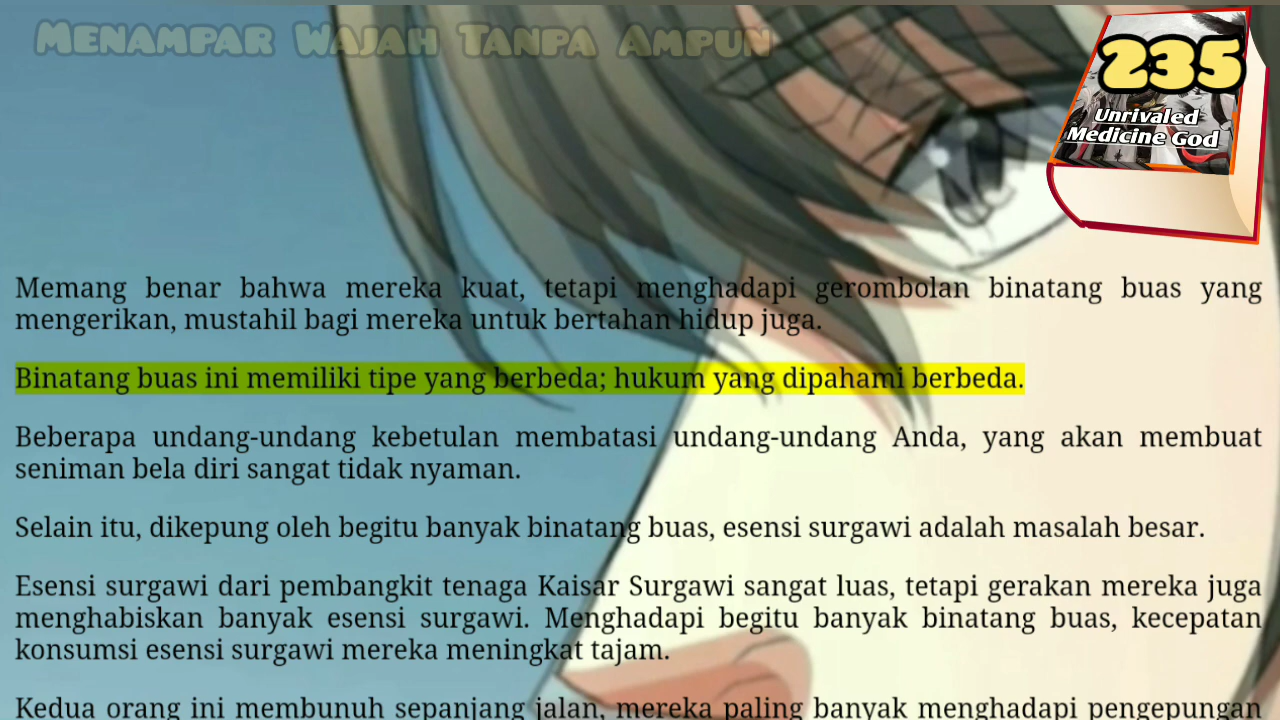 Menampar Wajah Tanpa Ampun
235
Unrivaled
Medicine God
Memang benar bahwa mereka kuat, tetapi menghadapi gerombolan binatang buas yang
mengerikan, mustahil bagi mereka untuk bertahan hidup juga.
Binatang buas ini memiliki tipe yang berbeda; hukum yang dipahami berbeda.
Beberapa undang-undang kebetulan membatasi undang-undang Anda, yang akan membuat
seniman bela diri sangat tidak nyaman.
Selain itu, dikepung oleh begitu banyak binatang buas, esensi surgawi adalah masalah besar.
Esensi surgawi dari pembangkit tenaga Kaisar Surgawi sangat luas, tetapi gerakan mereka juga
menghabiskan banyak esensi surgawi. Menghadapi begitu banyak binatang buas, kecepatan
konsumsi esensi surgawi mereka meningkat tajam.
Kedua orang ini membunuh sepanjang jalan, mereka paling banyak menghadapi pengepungan